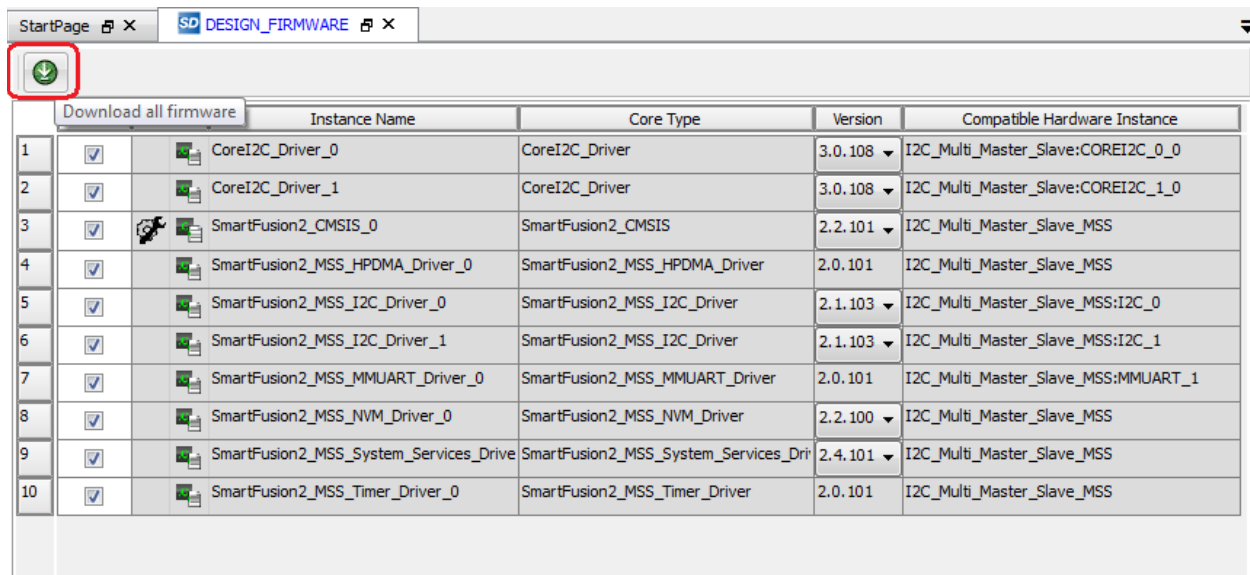 StartPage
SD DESIGN_FIRMWARE
Download all firmware
Instance Name Core Type Version Compatible Hardware Instance
1 CoreI2C_Driver_0 CoreI2C_Driver 3.0.108 I2C_Multi_Master_Slave:COREI2C_0_0
2 CoreI2C_Driver_1 CoreI2C_Driver 3.0.108 I2C_Multi_Master_Slave:COREI2C_1_0
3 SmartFusion2_CMSIS_0 SmartFusion2_CMSIS 2.2.101 I2C_Multi_Master_Slave_MSS
4 SmartFusion2_MSS_HPDMA_Driver_0 SmartFusion2_MSS_HPDMA_Driver 2.0.101 I2C_Multi_Master_Slave_MSS
5 SmartFusion2_MSS_I2C_Driver_0 SmartFusion2_MSS_I2C_Driver 2.1.103 I2C_Multi_Master_Slave_MSS:I2C_0
6 SmartFusion2_MSS_I2C_Driver_1 SmartFusion2_MSS_I2C_Driver 2.1.103 I2C_Multi_Master_Slave_MSS:I2C_1
7 SmartFusion2_MSS_MMUART_Driver_0 SmartFusion2_MSS_MMUART_Driver 2.0.101 I2C_Multi_Master_Slave_MSS:MMUART_1
8 SmartFusion2_MSS_NVM_Driver_0 SmartFusion2_MSS_NVM_Driver 2.2.100 I2C_Multi_Master_Slave_MSS
9 SmartFusion2_MSS_System_Services_Drive SmartFusion2_MSS_System_Services_Dri 2.4.101 I2C_Multi_Master_Slave_MSS
10 SmartFusion2_MSS_Timer_Driver_0 SmartFusion2_MSS_Timer_Driver 2.0.101 I2C_Multi_Master_Slave_MSS